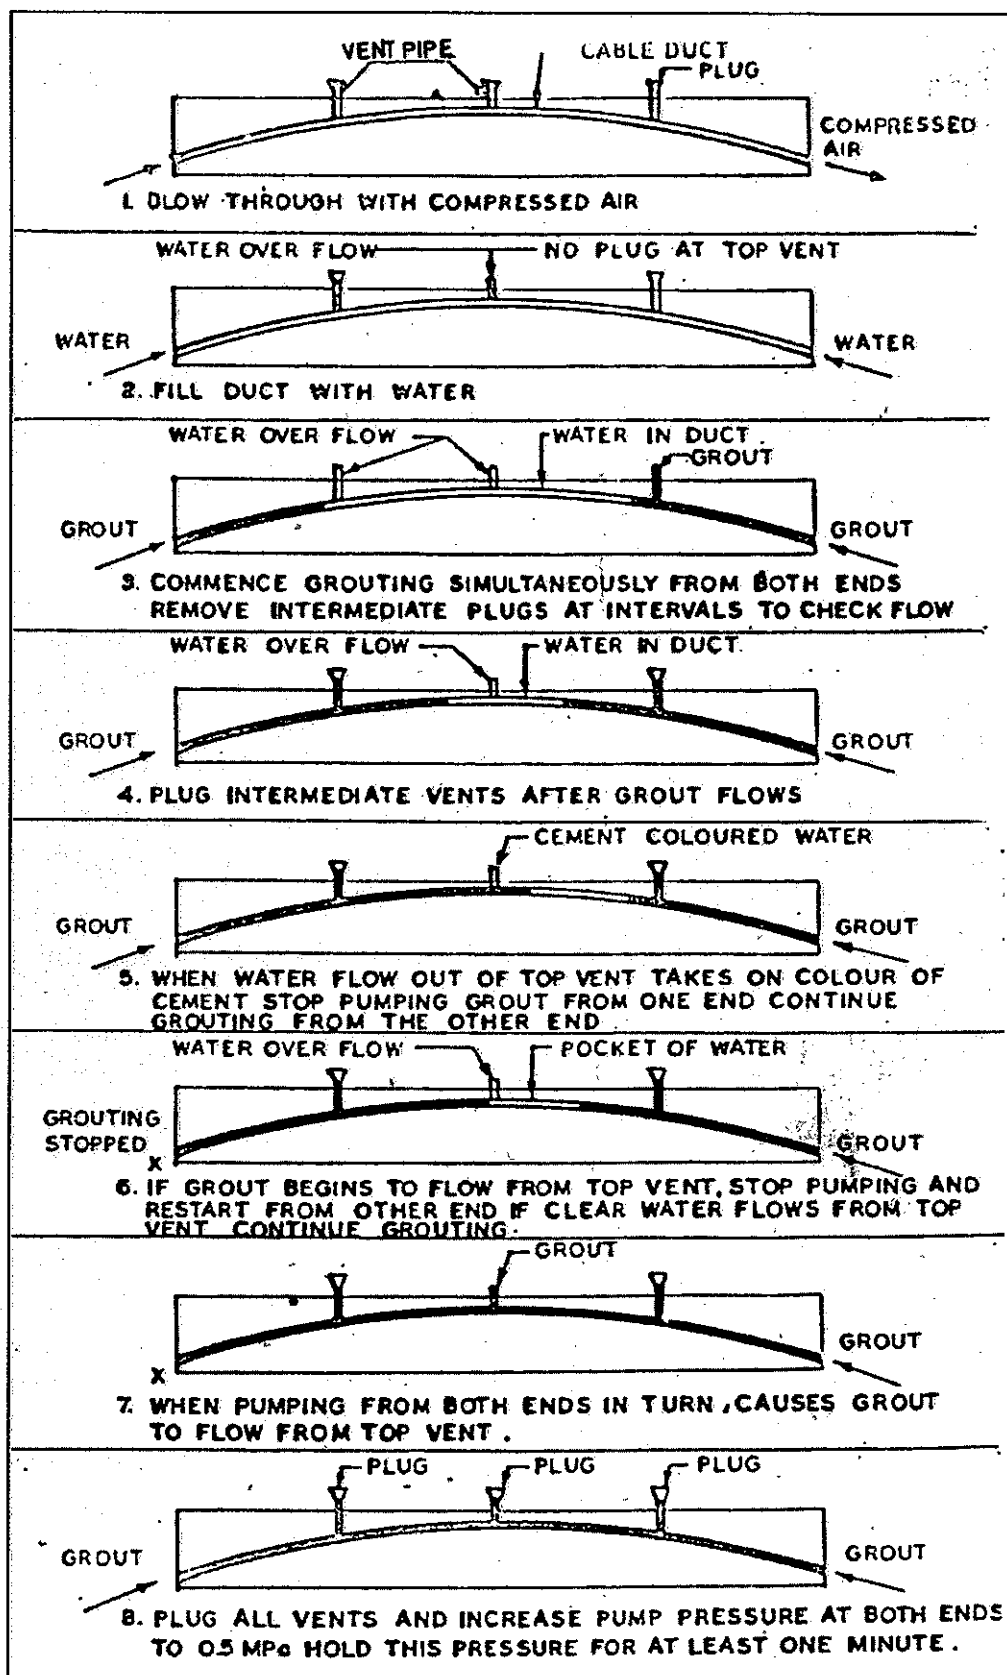 VENT PIPE
CABLE DUCT
PLUG
COMPRESSED
AIR
1. BLOW THROUGH WITH COMPRESSED AIR
WATER OVER FLOW
NO PLUG AT TOP VENT
WATER
WATER
2. FILL DUCT WITH WATER
WATER OVER FLOW
WATER IN DUCT.
GROUT
GROUT
GROUT
3. COMMENCE GROUTING SIMULTANEOUSLY FROM BOTH ENDS
REMOVE INTERMEDIATE PLUGS AT INTERVALS TO CHECK FLOW
WATER OVER FLOW
WATER IN DUCT.
GROUT
GROUT
4. PLUG INTERMEDIATE VENTS AFTER GROUT FLOWS
CEMENT COLOURED WATER
GROUT
GROUT
5. WHEN WATER FLOW OUT OF TOP VENT TAKES ON COLOUR OF
CEMENT STOP PUMPING GROUT FROM ONE END CONTINUE
GROUTING FROM THE OTHER END
WATER OVER FLOW
POCKET OF WATER
GROUTING
STOPPED
X
GROUT
6. IF GROUT BEGINS TO FLOW FROM TOP VENT, STOP PUMPING AND
RESTART FROM OTHER END IF CLEAR WATER FLOWS FROM TOP
VENT CONTINUE GROUTING.
GROUT
GROUT
X
7. WHEN PUMPING FROM BOTH ENDS IN TURN, CAUSES GROUT
TO FLOW FROM TOP VENT.
PLUG
PLUG
PLUG
GROUT
GROUT
8. PLUG ALL VENTS AND INCREASE PUMP PRESSURE AT BOTH ENDS
TO 0.5 MPa HOLD THIS PRESSURE FOR AT LEAST ONE MINUTE.